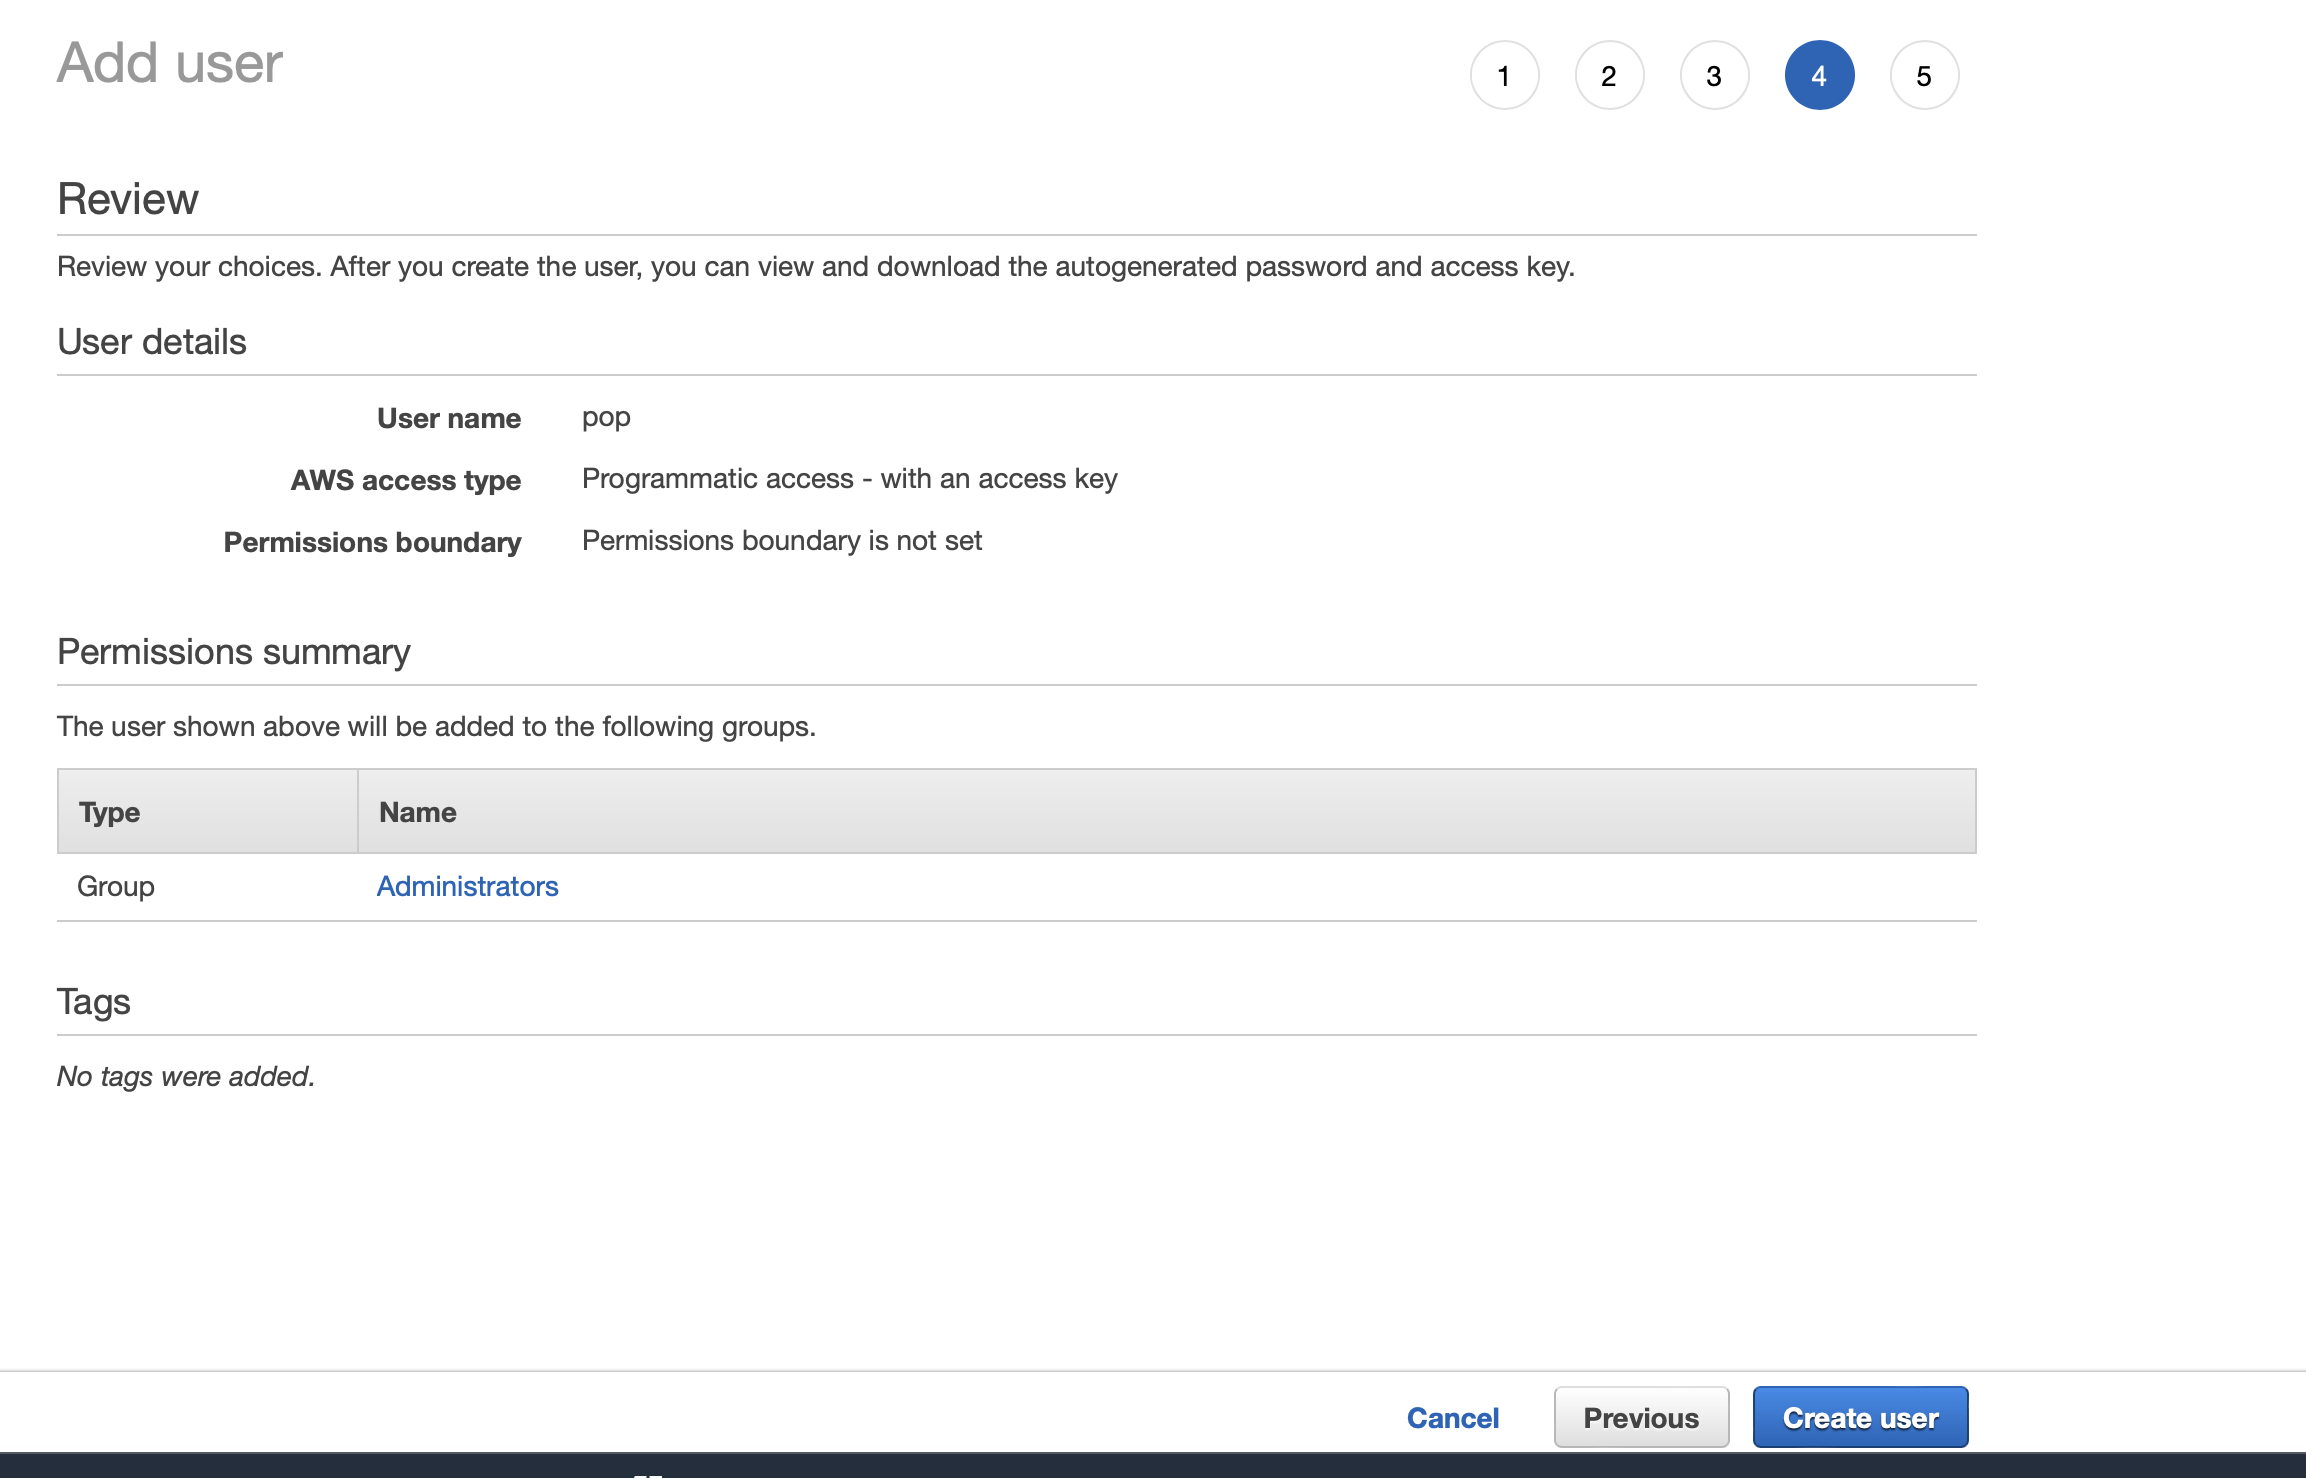 Add user
1 2 3 4 5
Review
Review your choices. After you create the user, you can view and download the autogenerated password and access key.
User details
User name pop
AWS access type Programmatic access - with an access key
Permissions boundary Permissions boundary is not set
Permissions summary
The user shown above will be added to the following groups.
Type Name
Group Administrators
Tags
No tags were added.
Cancel Previous Create user